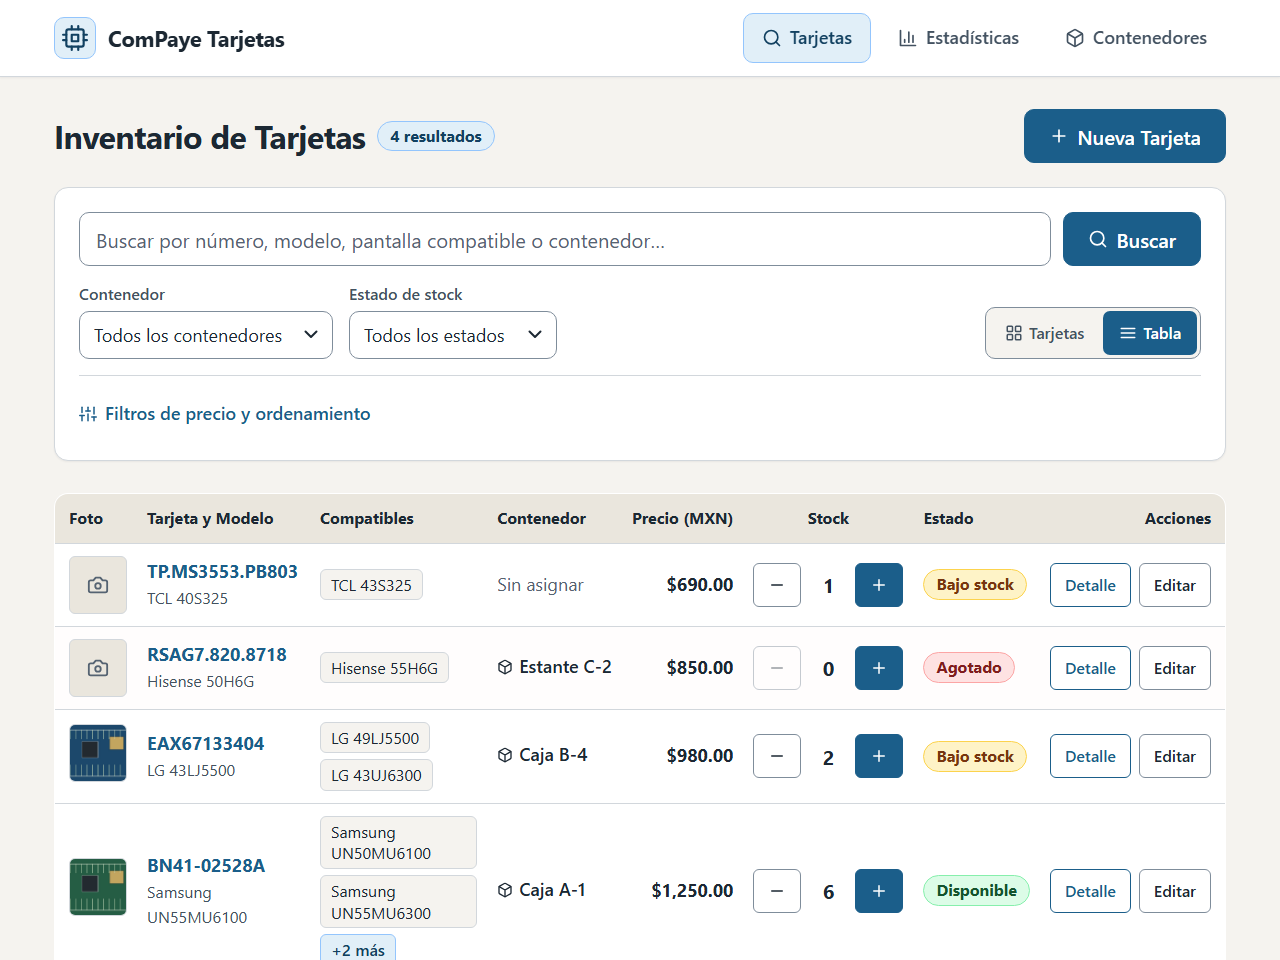 ComPaye Tarjetas
Tarjetas
Estadísticas
Contenedores
Inventario de Tarjetas
4 resultados
+ Nueva Tarjeta
Buscar por número, modelo, pantalla compatible o contenedor...
Buscar
Contenedor
Estado de stock
Todos los contenedores
Todos los estados
Tarjetas
Tabla
Filtros de precio y ordenamiento
Foto Tarjeta y Modelo Compatibles Contenedor Precio (MXN) Stock Estado Acciones
TP.MS3553.PB803
TCL 40S325
TCL 43S325
Sin asignar
$690.00
− 1 +
Bajo stock
Detalle
Editar
RSAG7.820.8718
Hisense 50H6G
Hisense 55H6G
Estante C-2
$850.00
− 0 +
Agotado
Detalle
Editar
EAX67133404
LG 43LJ5500
LG 49LJ5500
LG 43UJ6300
Caja B-4
$980.00
− 2 +
Bajo stock
Detalle
Editar
BN41-02528A
Samsung
UN55MU6100
Samsung
UN50MU6100
Samsung
UN55MU6300
+2 más
Caja A-1
$1,250.00
− 6 +
Disponible
Detalle
Editar